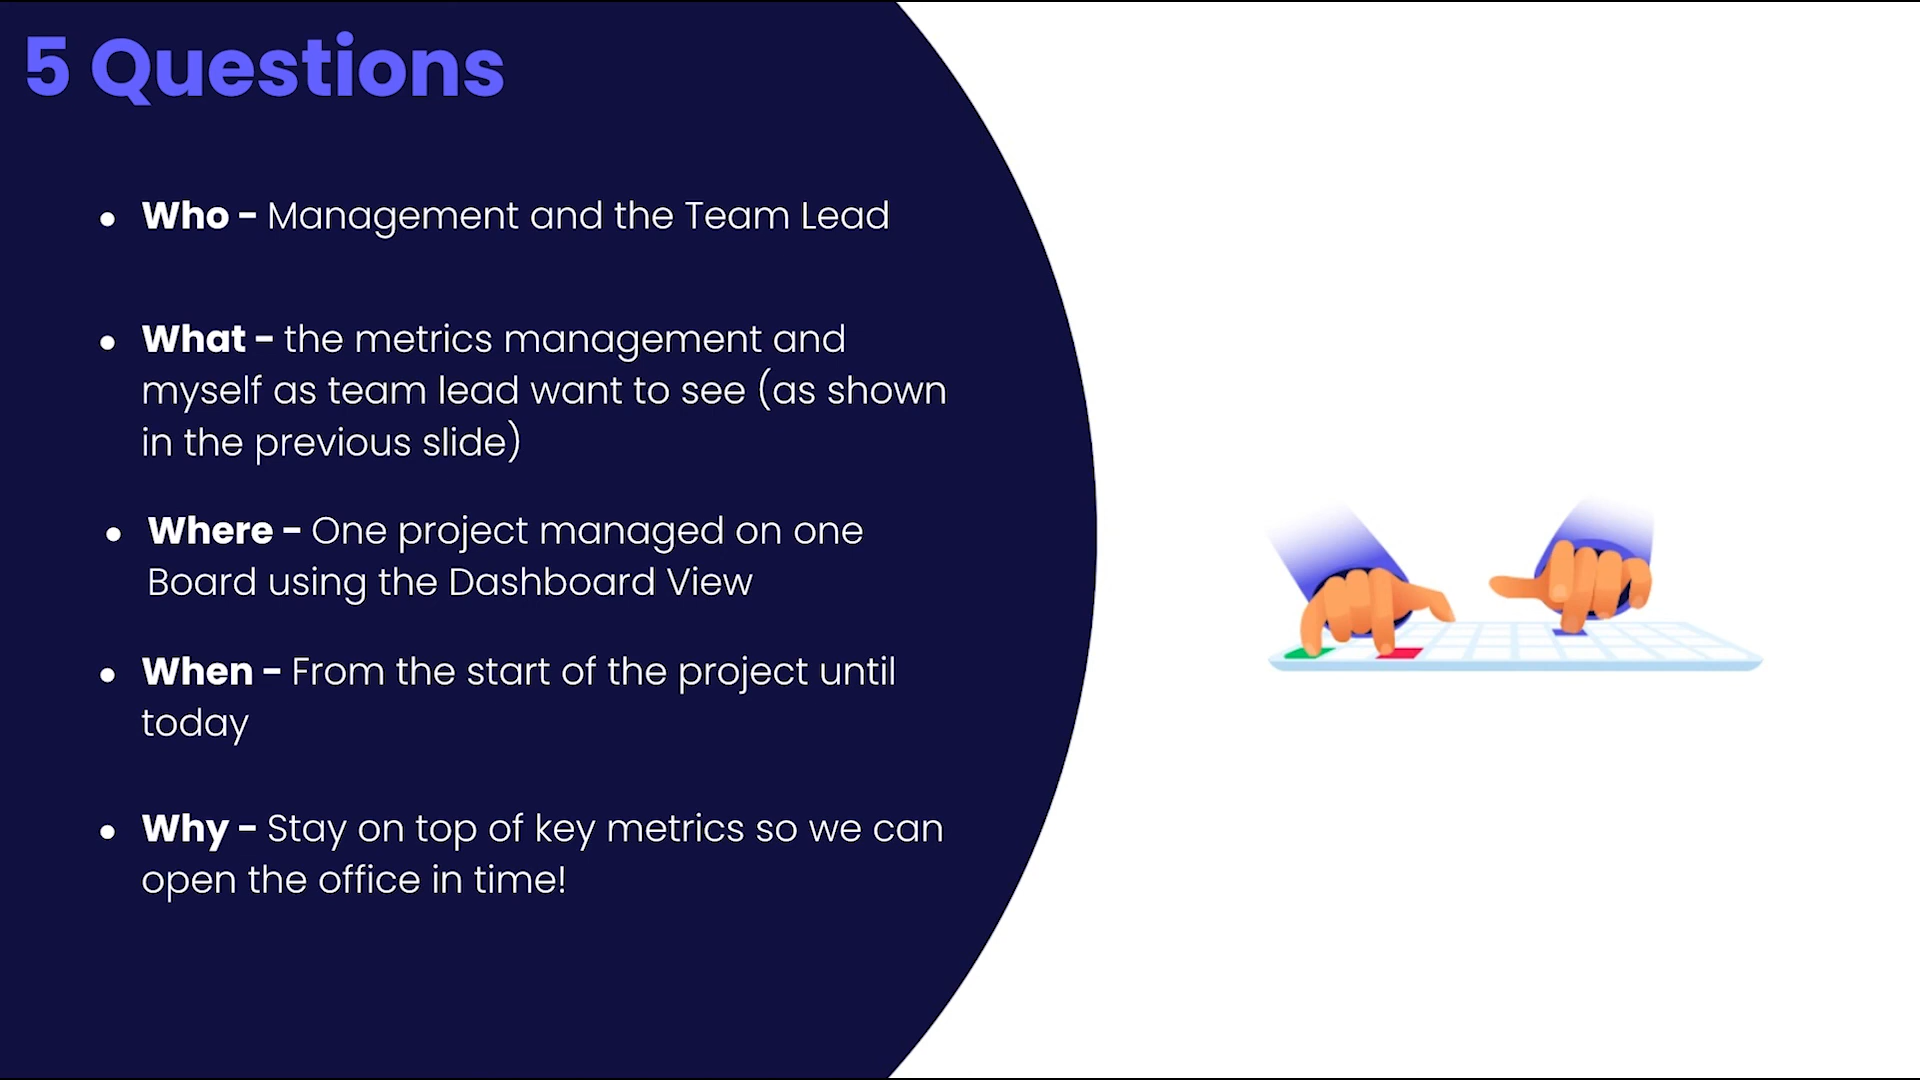 5 Questions
• Who - Management and the Team Lead
• What - the metrics management and
myself as team lead want to see (as shown
in the previous slide)
• Where - One project managed on one
Board using the Dashboard View
• When - From the start of the project until
today
• Why - Stay on top of key metrics so we can
open the office in time!